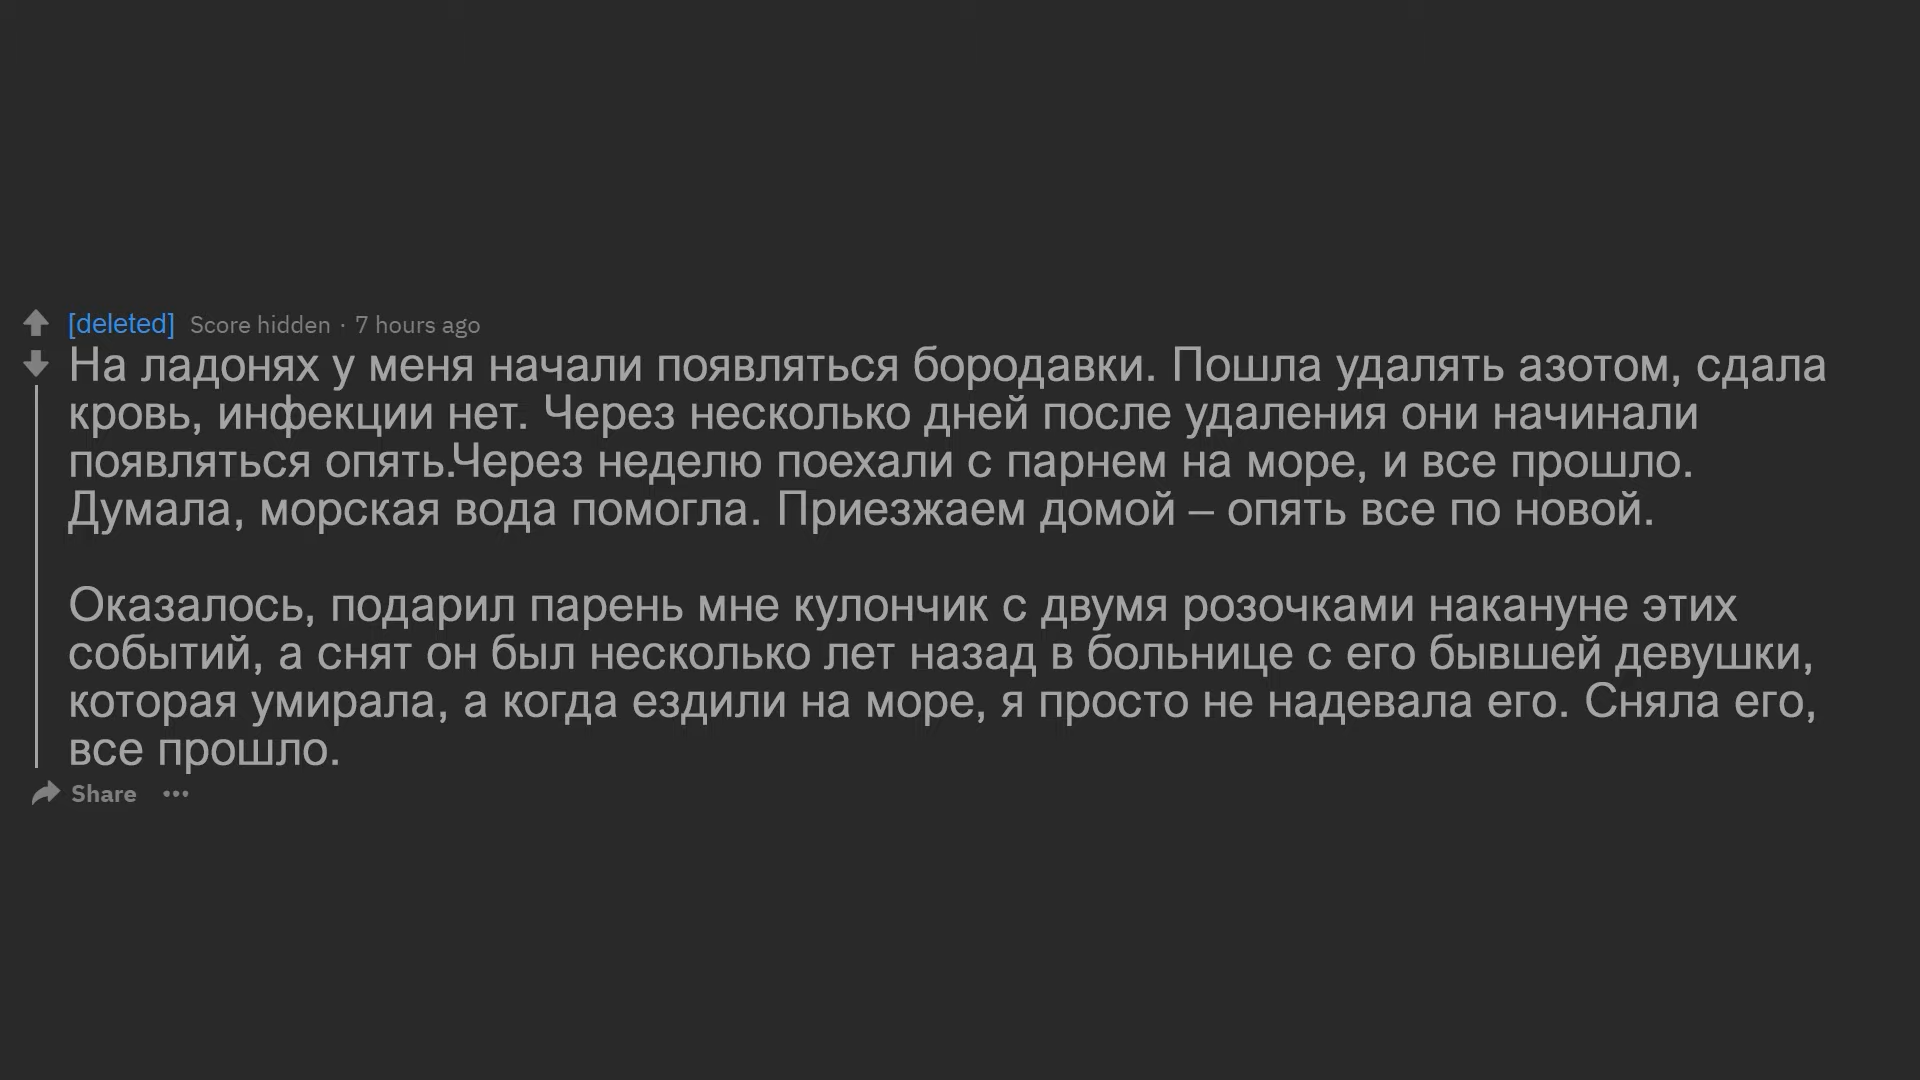 [deleted] Score hidden · 7 hours ago
На ладонях у меня начали появляться бородавки. Пошла удалять азотом, сдала
кровь, инфекции нет. Через несколько дней после удаления они начинали
появляться опять.Через неделю поехали с парнем на море, и все прошло.
Думала, морская вода помогла. Приезжаем домой – опять все по новой.
Оказалось, подарил парень мне кулончик с двумя розочками накануне этих
событий, а снят он был несколько лет назад в больнице с его бывшей девушки,
которая умирала, а когда ездили на море, я просто не надевала его. Сняла его,
все прошло.
Share ···